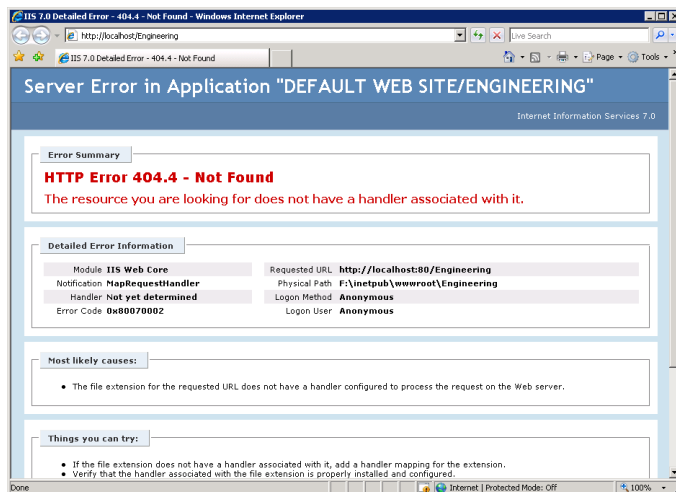 IIS 7.0 Detailed Error - 404.4 - Not Found - Windows Internet Explorer
http://localhost/Engineering
Live Search
IIS 7.0 Detailed Error - 404.4 - Not Found
Page
Tools
Server Error in Application "DEFAULT WEB SITE/ENGINEERING"
Internet Information Services 7.0
Error Summary
HTTP Error 404.4 - Not Found
The resource you are looking for does not have a handler associated with it.
Detailed Error Information
Module IIS Web Core
Notification MapRequestHandler
Handler Not yet determined
Error Code 0x80070002
Requested URL http://localhost:80/Engineering
Physical Path F:\inetpub\wwwroot\Engineering
Logon Method Anonymous
Logon User Anonymous
Most likely causes:
• The file extension for the requested URL does not have a handler configured to process the request on the Web server.
Things you can try:
• If the file extension does not have a handler associated with it, add a handler mapping for the extension.
• Verify that the handler associated with the file extension is properly installed and configured.
Done
Internet | Protected Mode: Off
100%